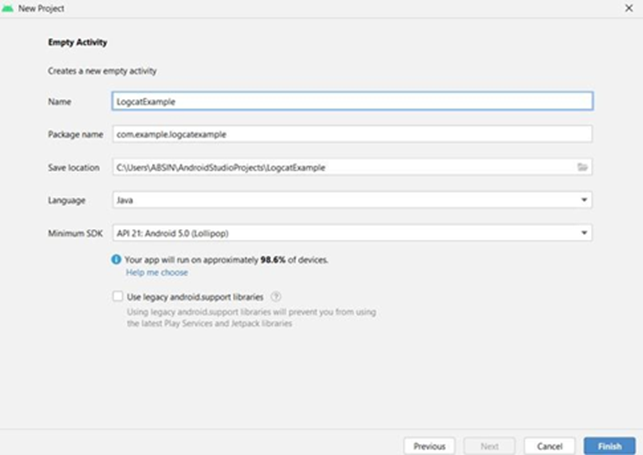 New Project
Empty Activity
Creates a new empty activity
Name LogcatExample
Package name com.example.logcatexample
Save location C:\Users\ABSIN\AndroidStudioProjects\LogcatExample
Language Java
Minimum SDK API 21: Android 5.0 (Lollipop)
Your app will run on approximately 98.6% of devices.
Help me choose
Use legacy android.support libraries ?
Using legacy android.support libraries will prevent you from using
the latest Play Services and Jetpack libraries
Previous Next Cancel Finish